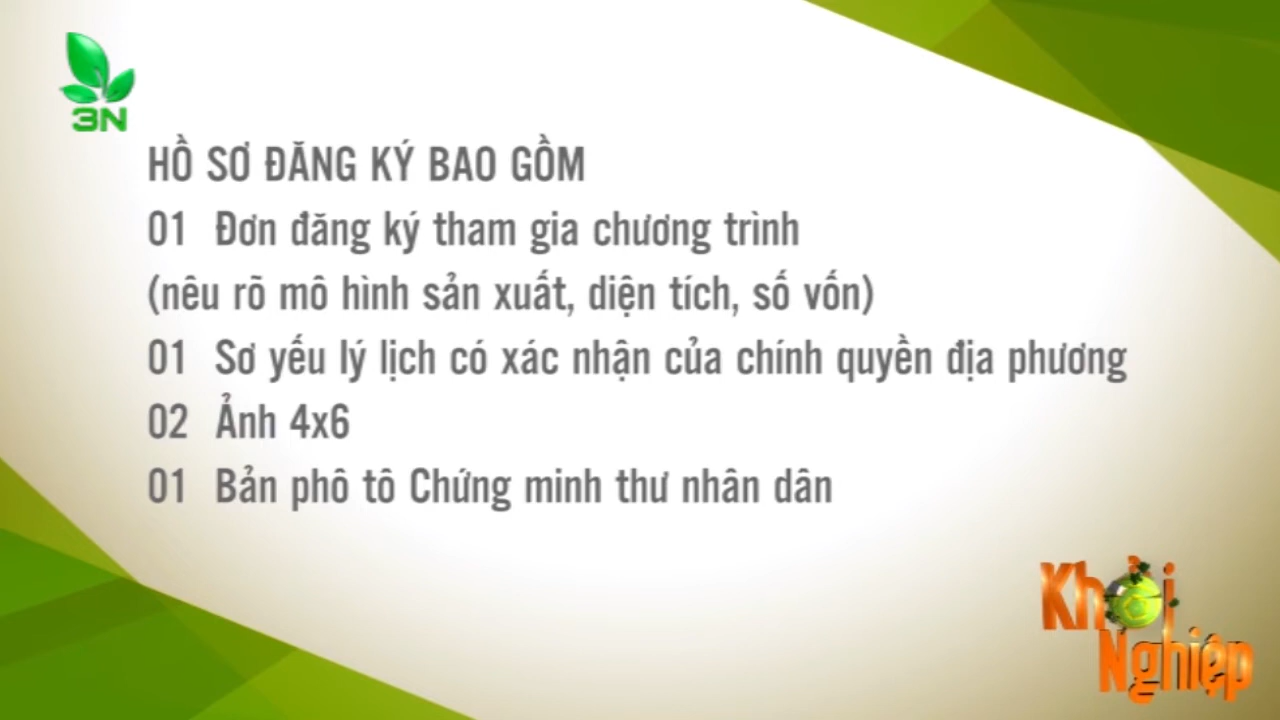 3N
HỒ SƠ ĐĂNG KÝ BAO GỒM
01 Đơn đăng ký tham gia chương trình
(nêu rõ mô hình sản xuất, diện tích, số vốn)
01 Sơ yếu lý lịch có xác nhận của chính quyền địa phương
02 Ảnh 4x6
01 Bản phô tô Chứng minh thư nhân dân
Khởi
Nghiệp